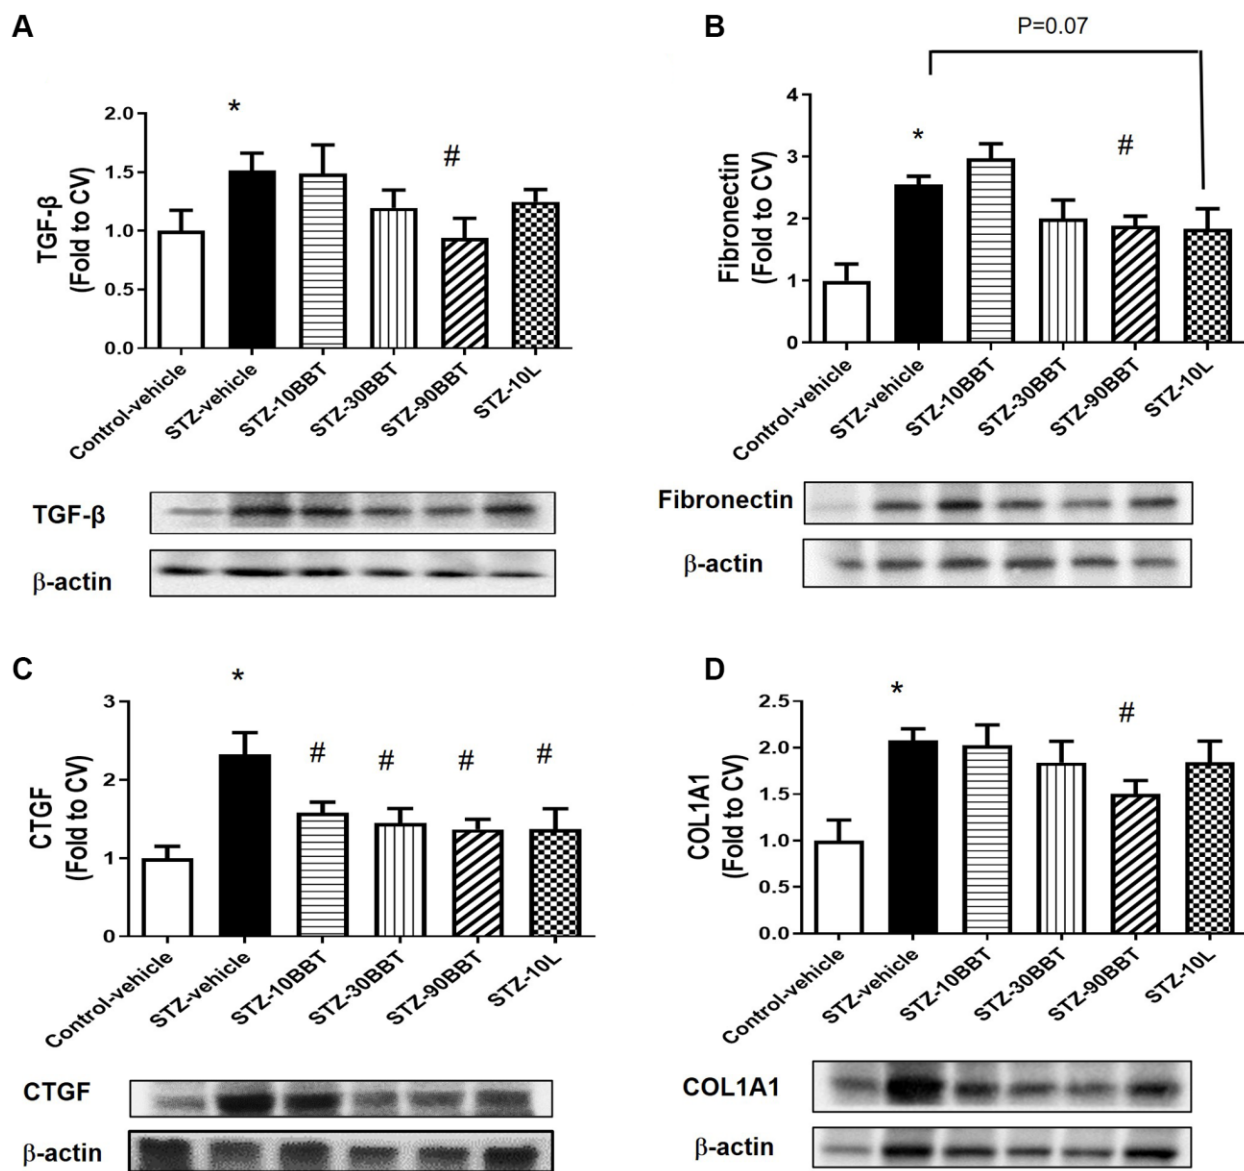 A
TGF-β
(Fold to CV)
2.0
1.5
1.0
0.5
0.0
*
#
Control-vehicle
STZ-vehicle
STZ-10BBT
STZ-30BBT
STZ-90BBT
STZ-10L
TGF-β
β-actin
B
P=0.07
Fibronectin
(Fold to CV)
4
3
2
1
0
*
#
Control-vehicle
STZ-vehicle
STZ-10BBT
STZ-30BBT
STZ-90BBT
STZ-10L
Fibronectin
β-actin
C
CTGF
(Fold to CV)
3
2
1
0
*
#
#
#
#
Control-vehicle
STZ-vehicle
STZ-10BBT
STZ-30BBT
STZ-90BBT
STZ-10L
CTGF
β-actin
D
COL1A1
(Fold to CV)
2.5
2.0
1.5
1.0
0.5
0.0
*
#
Control-vehicle
STZ-vehicle
STZ-10BBT
STZ-30BBT
STZ-90BBT
STZ-10L
COL1A1
β-actin